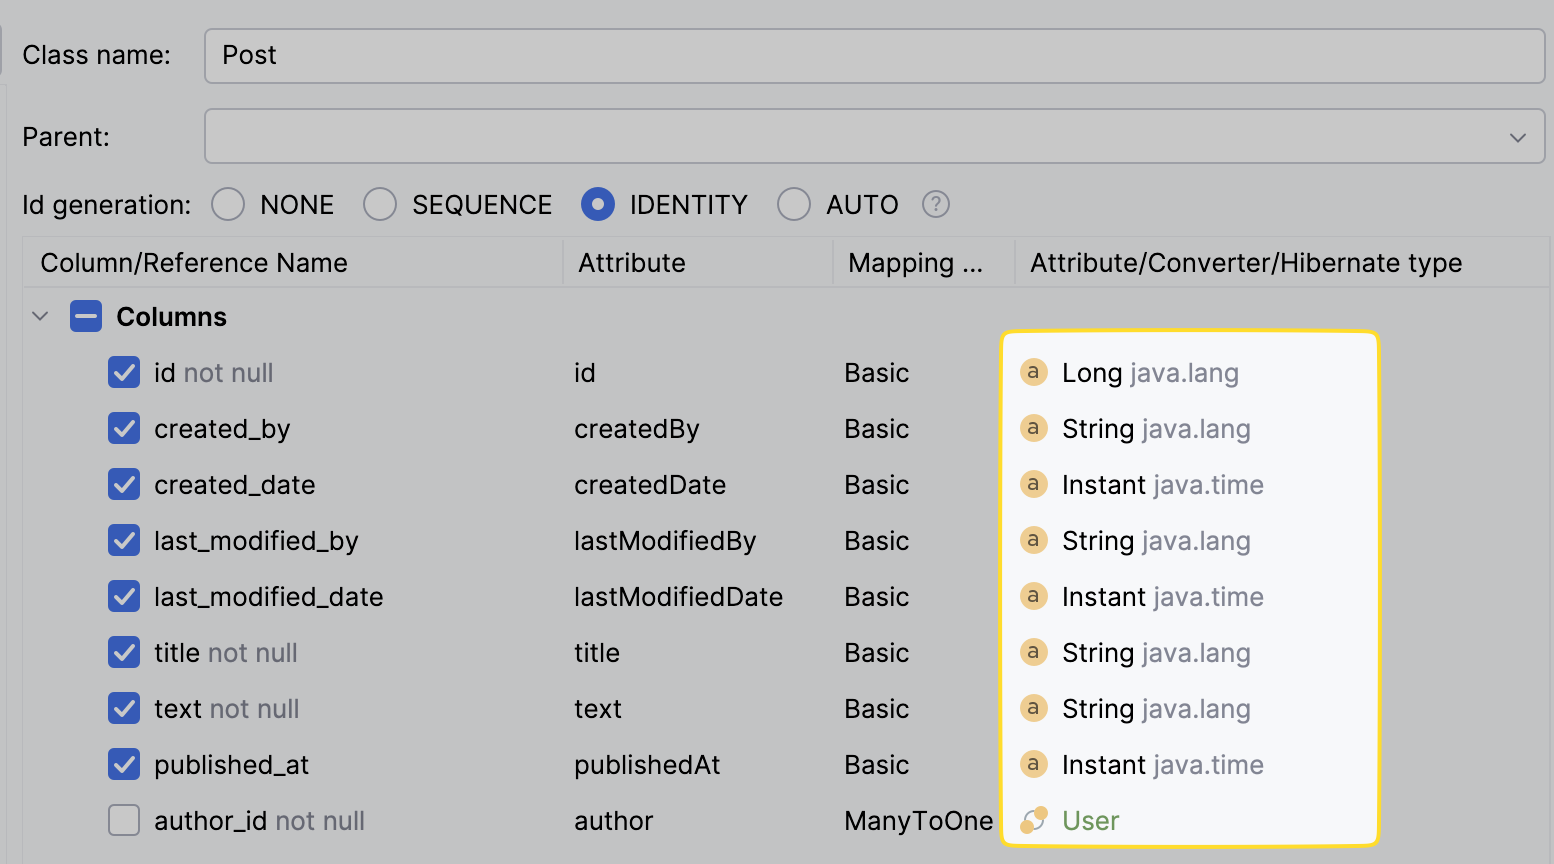 Class name: Post
Parent:
Id generation: NONE SEQUENCE IDENTITY AUTO ?
Column/Reference Name Attribute Mapping ... Attribute/Converter/Hibernate type
Columns
id not null id Basic a Long java.lang
created_by createdBy Basic a String java.lang
created_date createdDate Basic a Instant java.time
last_modified_by lastModifiedBy Basic a String java.lang
last_modified_date lastModifiedDate Basic a Instant java.time
title not null title Basic a String java.lang
text not null text Basic a String java.lang
published_at publishedAt Basic a Instant java.time
author_id not null author ManyToOne User